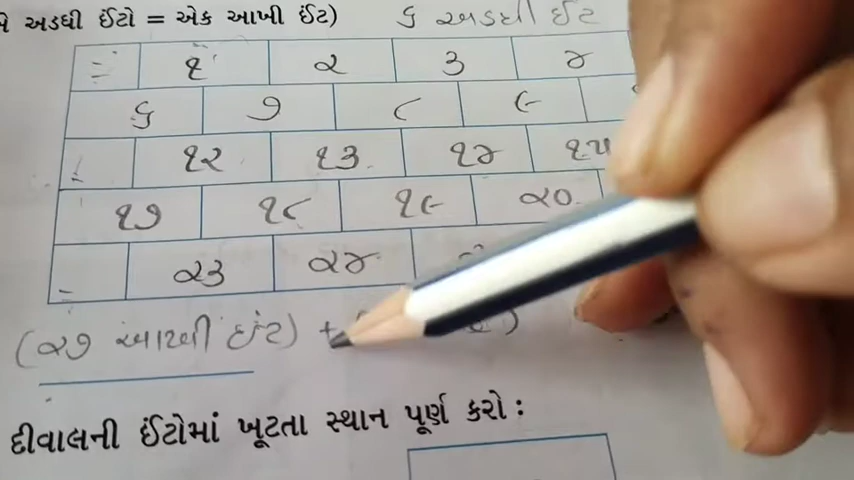 અડધી ઈંટો = એક આખી ઈંટ) ૬ અડધી ઈંટ
૧ ૨ ૩ ૪
૬ ૭ ૮ ૯
૧૨ ૧૩ ૧૪ ૧૫
૧૭ ૧૮ ૧૯ ૨૦
૨૩ ૨૪
(૨૭ આખી ઈંટ) +
દીવાલની ઈંટોમાં ખૂટતા સ્થાન પૂર્ણ કરો :